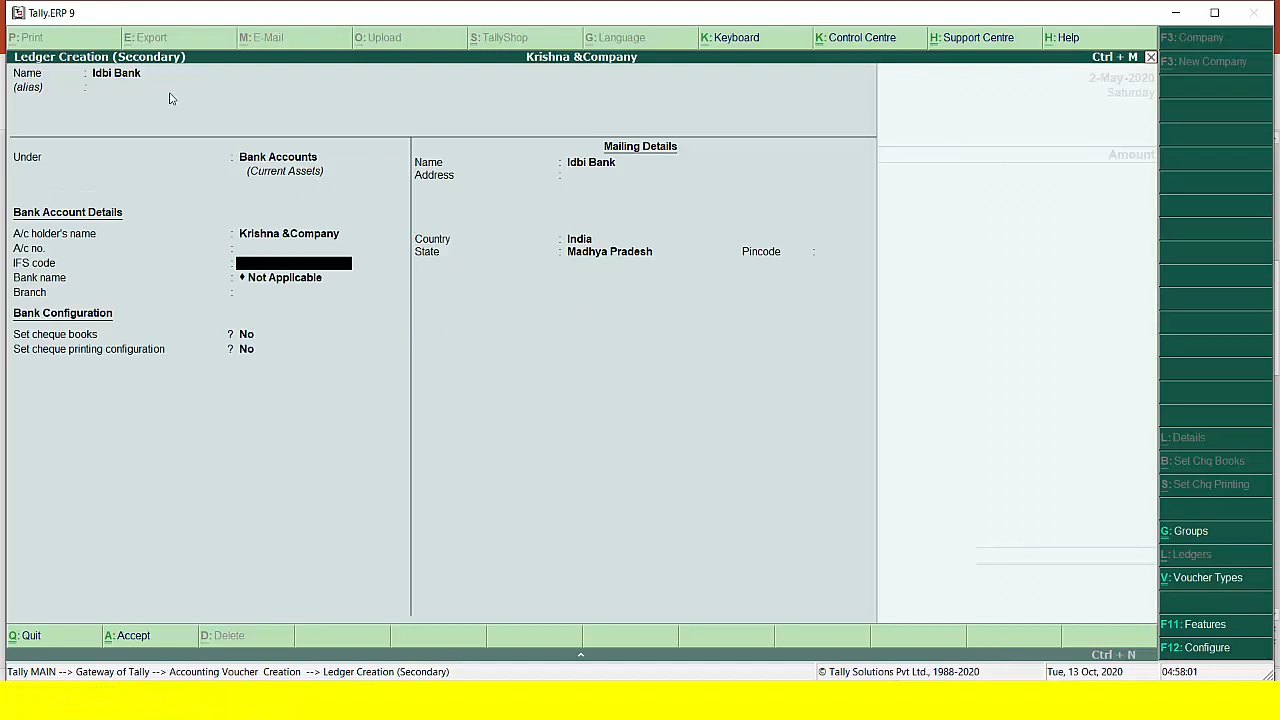 Tally.ERP 9
P: Print E: Export M: E-Mail O: Upload S: TallyShop G: Language K: Keyboard K: Control Centre H: Support Centre H: Help F3: Company
Ledger Creation (Secondary) Krishna &Company Ctrl + M
F3: New Company
Name : Idbi Bank
(alias) :
2-May-2020
Saturday
Amount
Under : Bank Accounts
(Current Assets)
Bank Account Details
A/c holder's name : Krishna &Company
A/c no. :
IFS code :
Bank name : ♦ Not Applicable
Branch :
Bank Configuration
Set cheque books ? No
Set cheque printing configuration ? No
Mailing Details
Name : Idbi Bank
Address :
Country : India
State : Madhya Pradesh Pincode :
L: Details
B: Set Chq Books
S: Set Chq Printing
G: Groups
L: Ledgers
V: Voucher Types
F11: Features
F12: Configure
Q: Quit A: Accept D: Delete
Ctrl + N
Tally MAIN --> Gateway of Tally --> Accounting Voucher Creation --> Ledger Creation (Secondary) © Tally Solutions Pvt Ltd., 1988-2020 Tue, 13 Oct, 2020 04:58:01